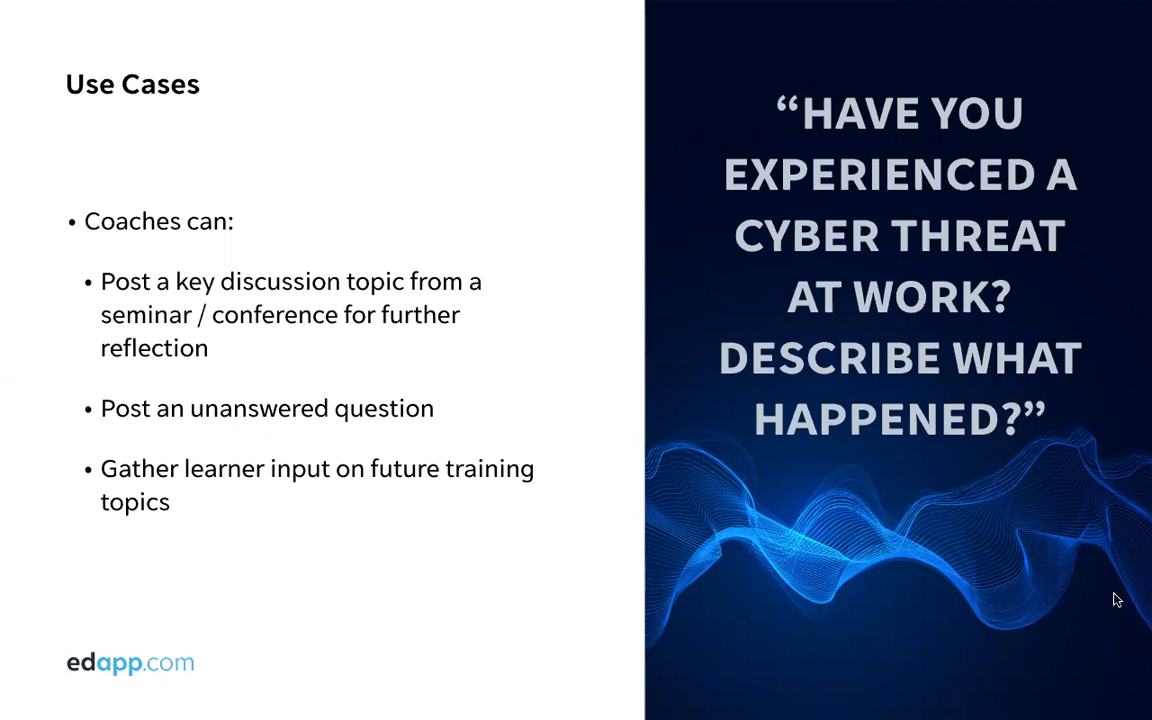 Use Cases
• Coaches can:
• Post a key discussion topic from a
seminar / conference for further
reflection
• Post an unanswered question
• Gather learner input on future training
topics
edapp.com
“HAVE YOU
EXPERIENCED A
CYBER THREAT
AT WORK?
DESCRIBE WHAT
HAPPENED?”